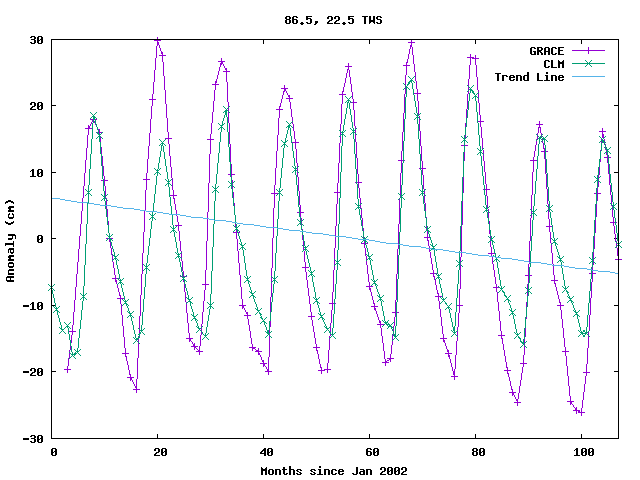 86.5, 22.5 TWS
GRACE
CLM
Trend Line
30
20
10
0
-10
-20
-30
Anomaly (cm)
0 20 40 60 80 100
Months since Jan 2002